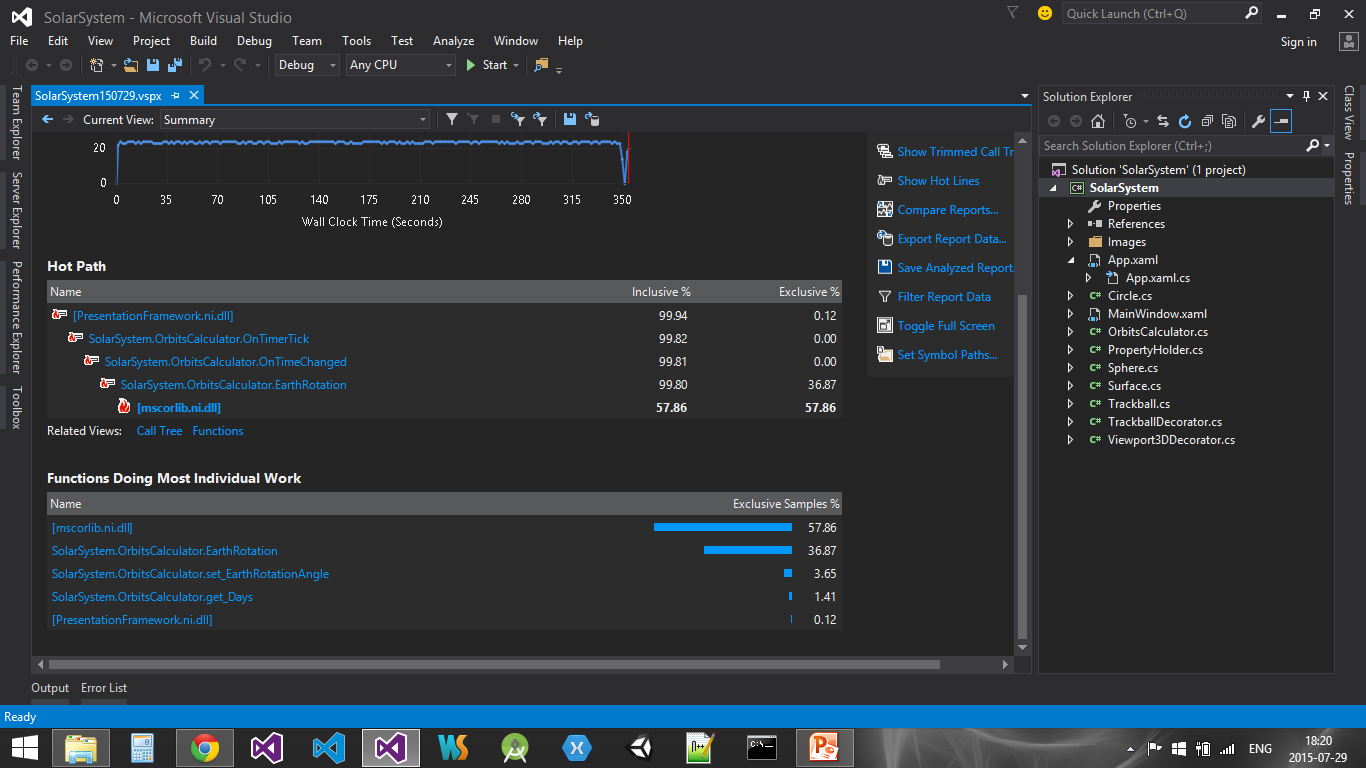 SolarSystem - Microsoft Visual Studio
Quick Launch (Ctrl+Q)
File Edit View Project Build Debug Team Tools Test Analyze Window Help
Sign in
Debug Any CPU Start
Team Explorer
Server Explorer
Performance Explorer
Toolbox
SolarSystem150729.vspx
Current View: Summary
20
0
0 35 70 105 140 175 210 245 280 315 350
Wall Clock Time (Seconds)
Hot Path
Name Inclusive % Exclusive %
[PresentationFramework.ni.dll] 99.94 0.12
SolarSystem.OrbitsCalculator.OnTimerTick 99.82 0.00
SolarSystem.OrbitsCalculator.OnTimeChanged 99.81 0.00
SolarSystem.OrbitsCalculator.EarthRotation 99.80 36.87
[mscorlib.ni.dll] 57.86 57.86
Related Views: Call Tree Functions
Functions Doing Most Individual Work
Name Exclusive Samples %
[mscorlib.ni.dll] 57.86
SolarSystem.OrbitsCalculator.EarthRotation 36.87
SolarSystem.OrbitsCalculator.set_EarthRotationAngle 3.65
SolarSystem.OrbitsCalculator.get_Days 1.41
[PresentationFramework.ni.dll] 0.12
Show Trimmed Call Tr
Show Hot Lines
Compare Reports...
Export Report Data...
Save Analyzed Report
Filter Report Data
Toggle Full Screen
Set Symbol Paths...
Solution Explorer
Search Solution Explorer (Ctrl+;)
Solution 'SolarSystem' (1 project)
C# SolarSystem
Properties
References
Images
App.xaml
App.xaml.cs
C# Circle.cs
MainWindow.xaml
C# OrbitsCalculator.cs
C# PropertyHolder.cs
C# Sphere.cs
C# Surface.cs
C# Trackball.cs
C# TrackballDecorator.cs
C# Viewport3DDecorator.cs
Class View
Properties
Output Error List
Ready
ENG
18:20
2015-07-29